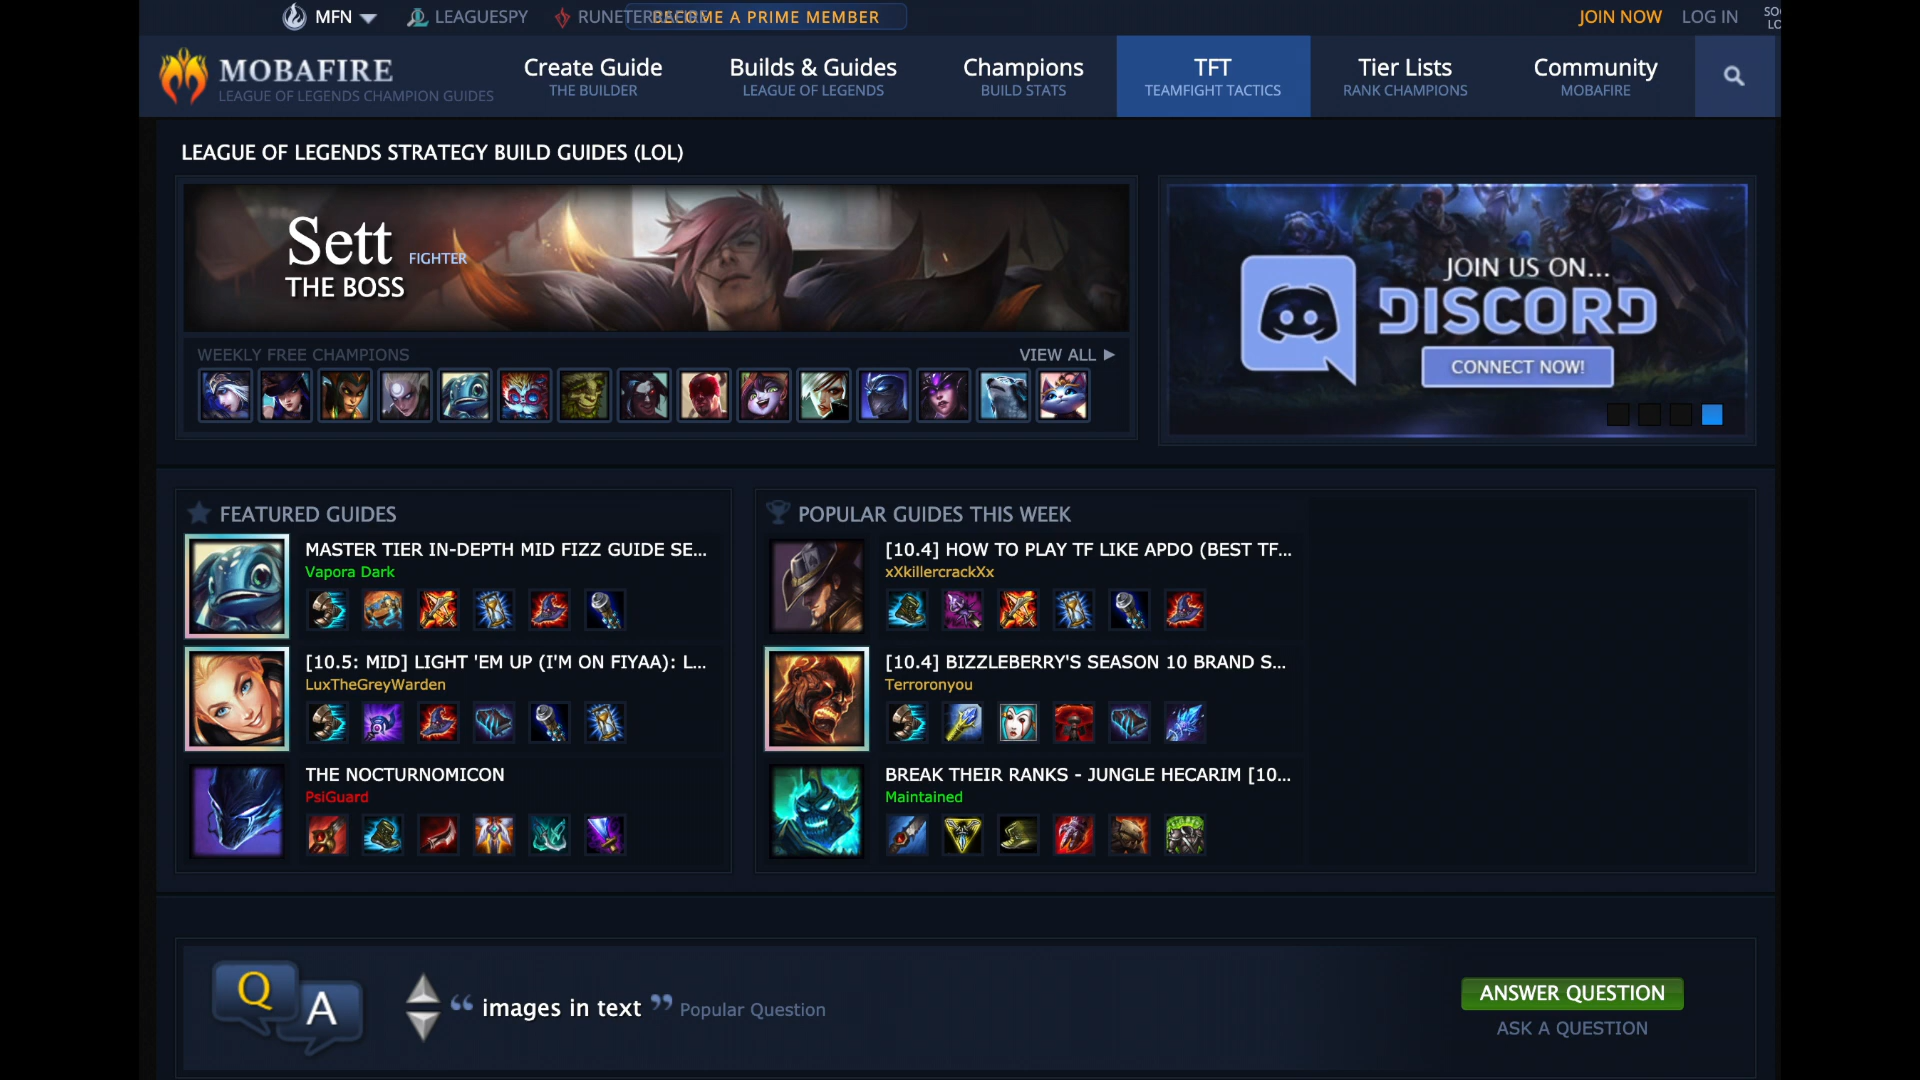 MFN
LEAGUESPY
BECOME A PRIME MEMBER
JOIN NOW
LOG IN
MOBAFIRE
LEAGUE OF LEGENDS CHAMPION GUIDES
Create Guide
THE BUILDER
Builds & Guides
LEAGUE OF LEGENDS
Champions
BUILD STATS
TFT
TEAMFIGHT TACTICS
Tier Lists
RANK CHAMPIONS
Community
MOBAFIRE
LEAGUE OF LEGENDS STRATEGY BUILD GUIDES (LOL)
Sett FIGHTER
THE BOSS
WEEKLY FREE CHAMPIONS
VIEW ALL
JOIN US ON...
DISCORD
CONNECT NOW!
FEATURED GUIDES
MASTER TIER IN-DEPTH MID FIZZ GUIDE SE...
Vapora Dark
[10.5: MID] LIGHT 'EM UP (I'M ON FIYAA): L...
LuxTheGreyWarden
THE NOCTURNOMICON
PsiGuard
POPULAR GUIDES THIS WEEK
[10.4] HOW TO PLAY TF LIKE APDO (BEST TF...
xXkillercrackXx
[10.4] BIZZLEBERRY'S SEASON 10 BRAND S...
Terroronyou
BREAK THEIR RANKS - JUNGLE HECARIM [10...
Maintained
Q
A
“ images in text ” Popular Question
ANSWER QUESTION
ASK A QUESTION